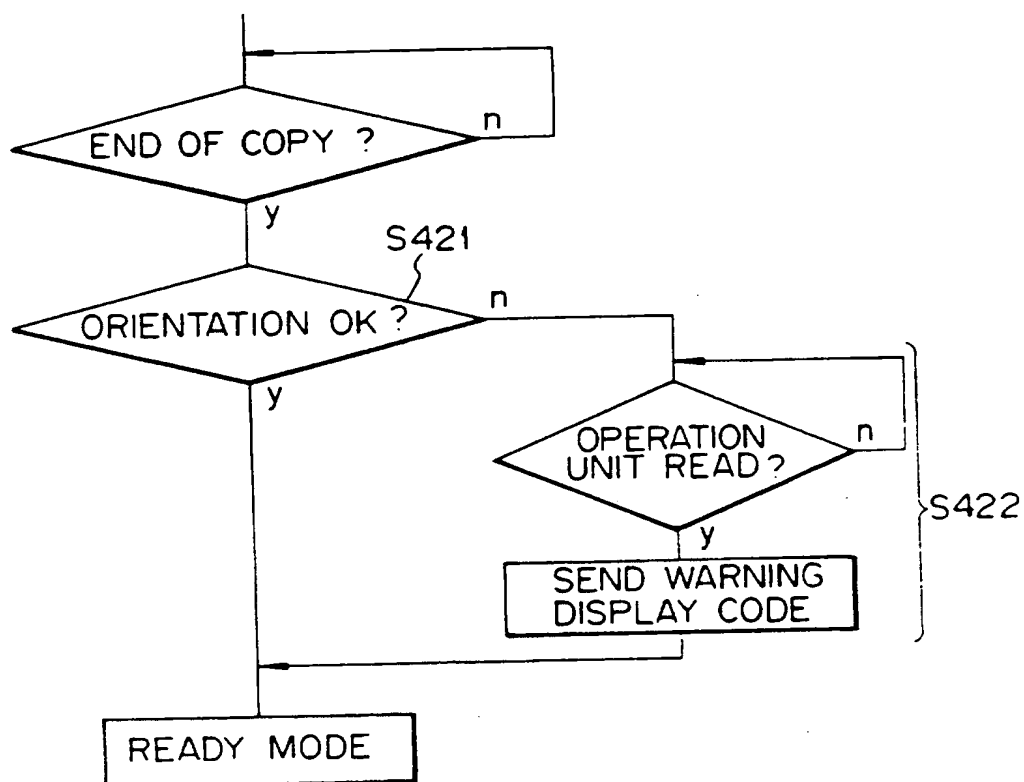 n
END OF COPY ?
y
S421
n
ORIENTATION OK ?
y
OPERATION
UNIT READ ?
n
S422
y
SEND WARNING
DISPLAY CODE
READY MODE